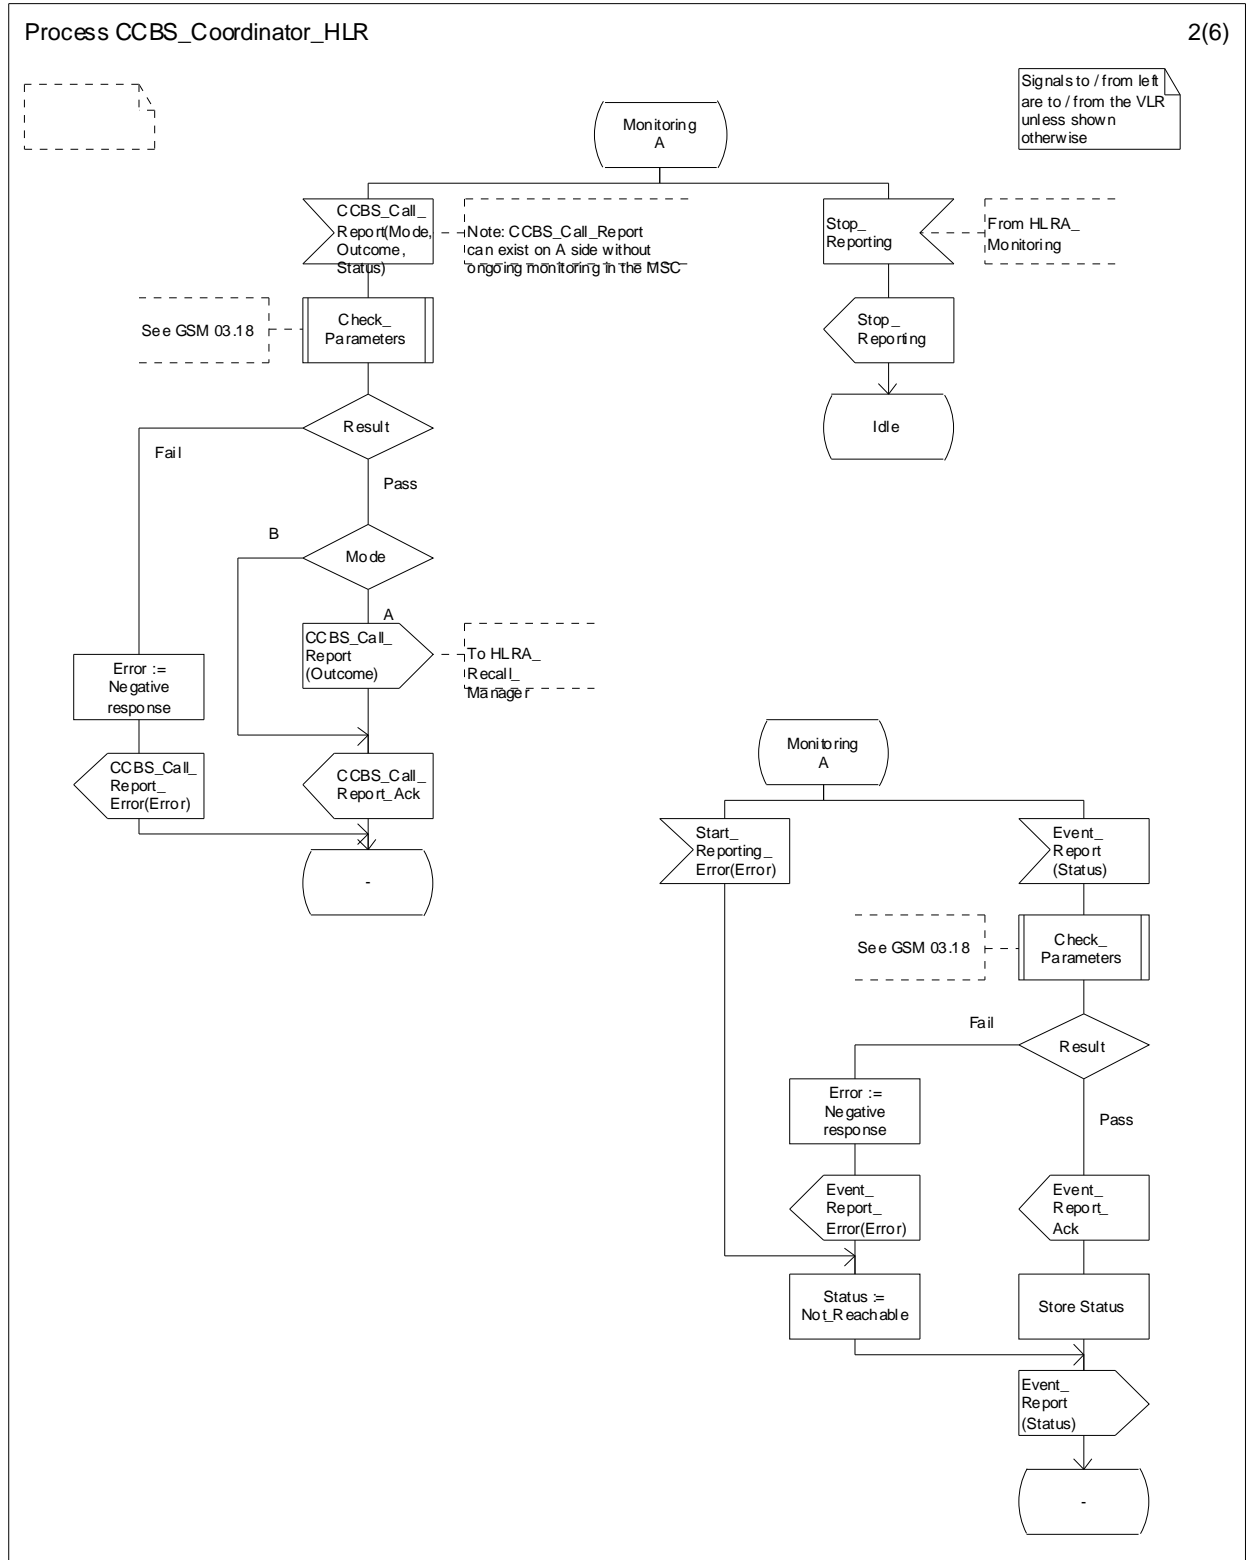 Process CCBS_Coordinator_HLR
2(6)
Signals to / from left
are to / from the VLR
unless shown
otherwise
Monitoring
A
CCBS_Call_
Report(Mode,
Outcome,
Status)
Note: CCBS_Call_Report
can exist on A side without
ongoing monitoring in the MSC
Stop_
Reporting
From HLRA_
Monitoring
See GSM 03.18
Check_
Parameters
Stop_
Reporting
Result
Idle
Fail
Pass
B
Mode
A
CCBS_Call_
Report
(Outcome)
To HLRA_
Recall_
Manager
Error :=
Negative
response
CCBS_Call_
Report_
Error(Error)
CCBS_Call_
Report_Ack
-
Monitoring
A
Start_
Reporting_
Error(Error)
Event_
Report
(Status)
See GSM 03.18
Check_
Parameters
Fail
Result
Error :=
Negative
response
Pass
Event_
Report_
Error(Error)
Event_
Report_
Ack
Status :=
Not_Reachable
Store Status
Event_
Report
(Status)
-